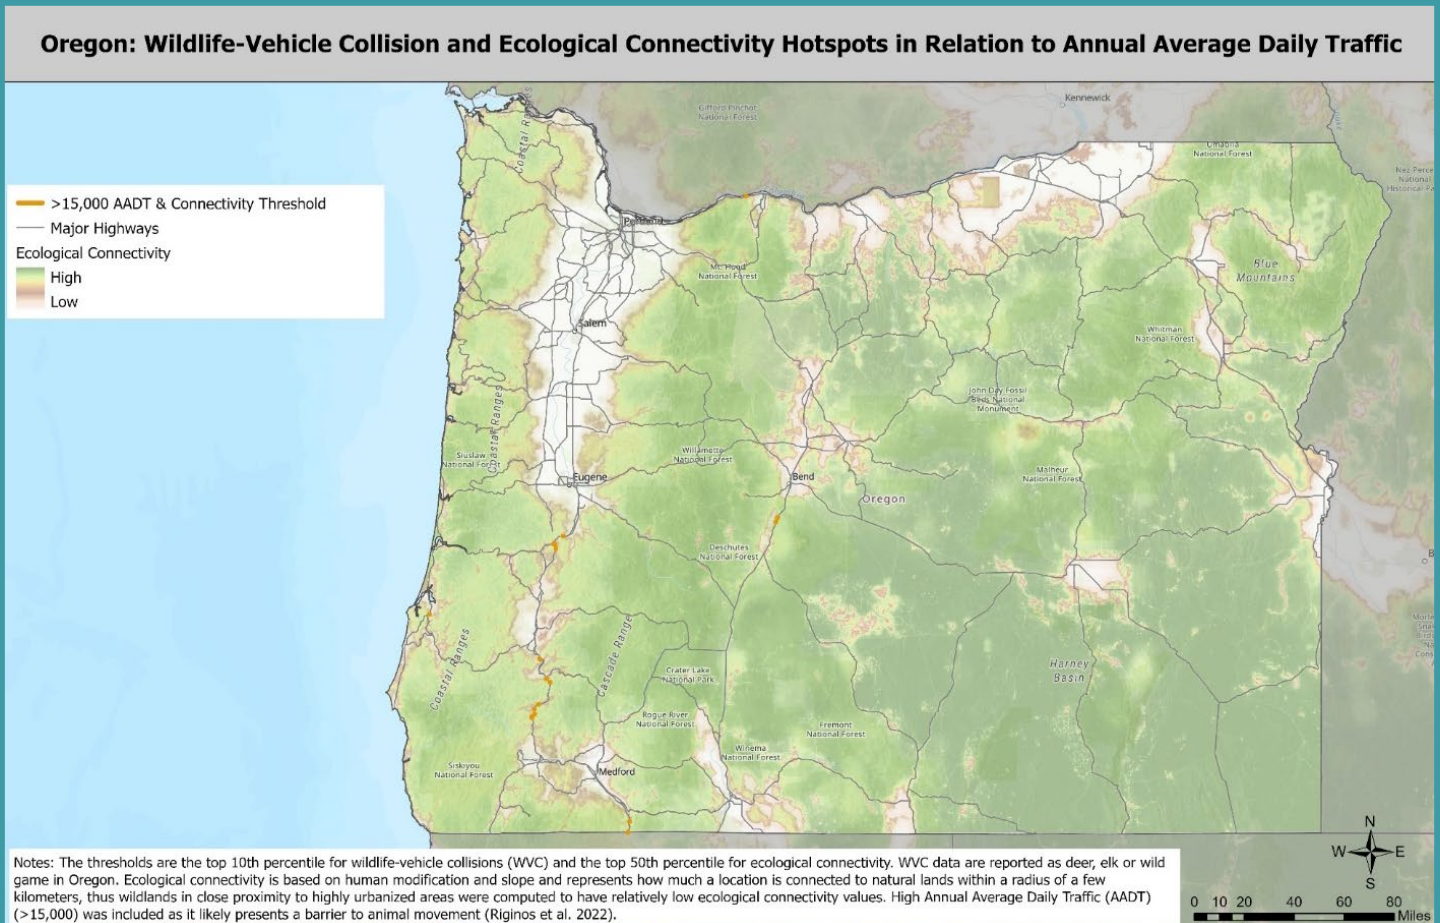 Oregon: Wildlife-Vehicle Collision and Ecological Connectivity Hotspots in Relation to Annual Average Daily Traffic
Kennewick
Gifford Pinchot
National Forest
Umatilla
National Forest
Coastal Ra
Nez Perce
National
Historical Pa
>15,000 AADT & Connectivity Threshold
Major Highways
Ecological Connectivity
High
Low
Portland
Mt. Hood
National Forest
Blue
Mountains
Salem
Whitman
National Forest
John Day Fossil
Beds National
Monument
Coastal Ranges
Siuslaw
National Forest
Willamette
National Forest
Eugene
Bend
Malheur
National Forest
Oregon
Deschutes
National Forest
B
Cascade Range
Coastal Ranges
Crater Lake
National Park
Harney
Basin
Rogue River
National Forest
Fremont
National Forest
Winema
National Forest
Siskiyou
National Forest
Medford
N
W E
S
0 10 20 40 60 80
Miles
Notes: The thresholds are the top 10th percentile for wildlife-vehicle collisions (WVC) and the top 50th percentile for ecological connectivity. WVC data are reported as deer, elk or wild
game in Oregon. Ecological connectivity is based on human modification and slope and represents how much a location is connected to natural lands within a radius of a few
kilometers, thus wildlands in close proximity to highly urbanized areas were computed to have relatively low ecological connectivity values. High Annual Average Daily Traffic (AADT)
(>15,000) was included as it likely presents a barrier to animal movement (Riginos et al. 2022).